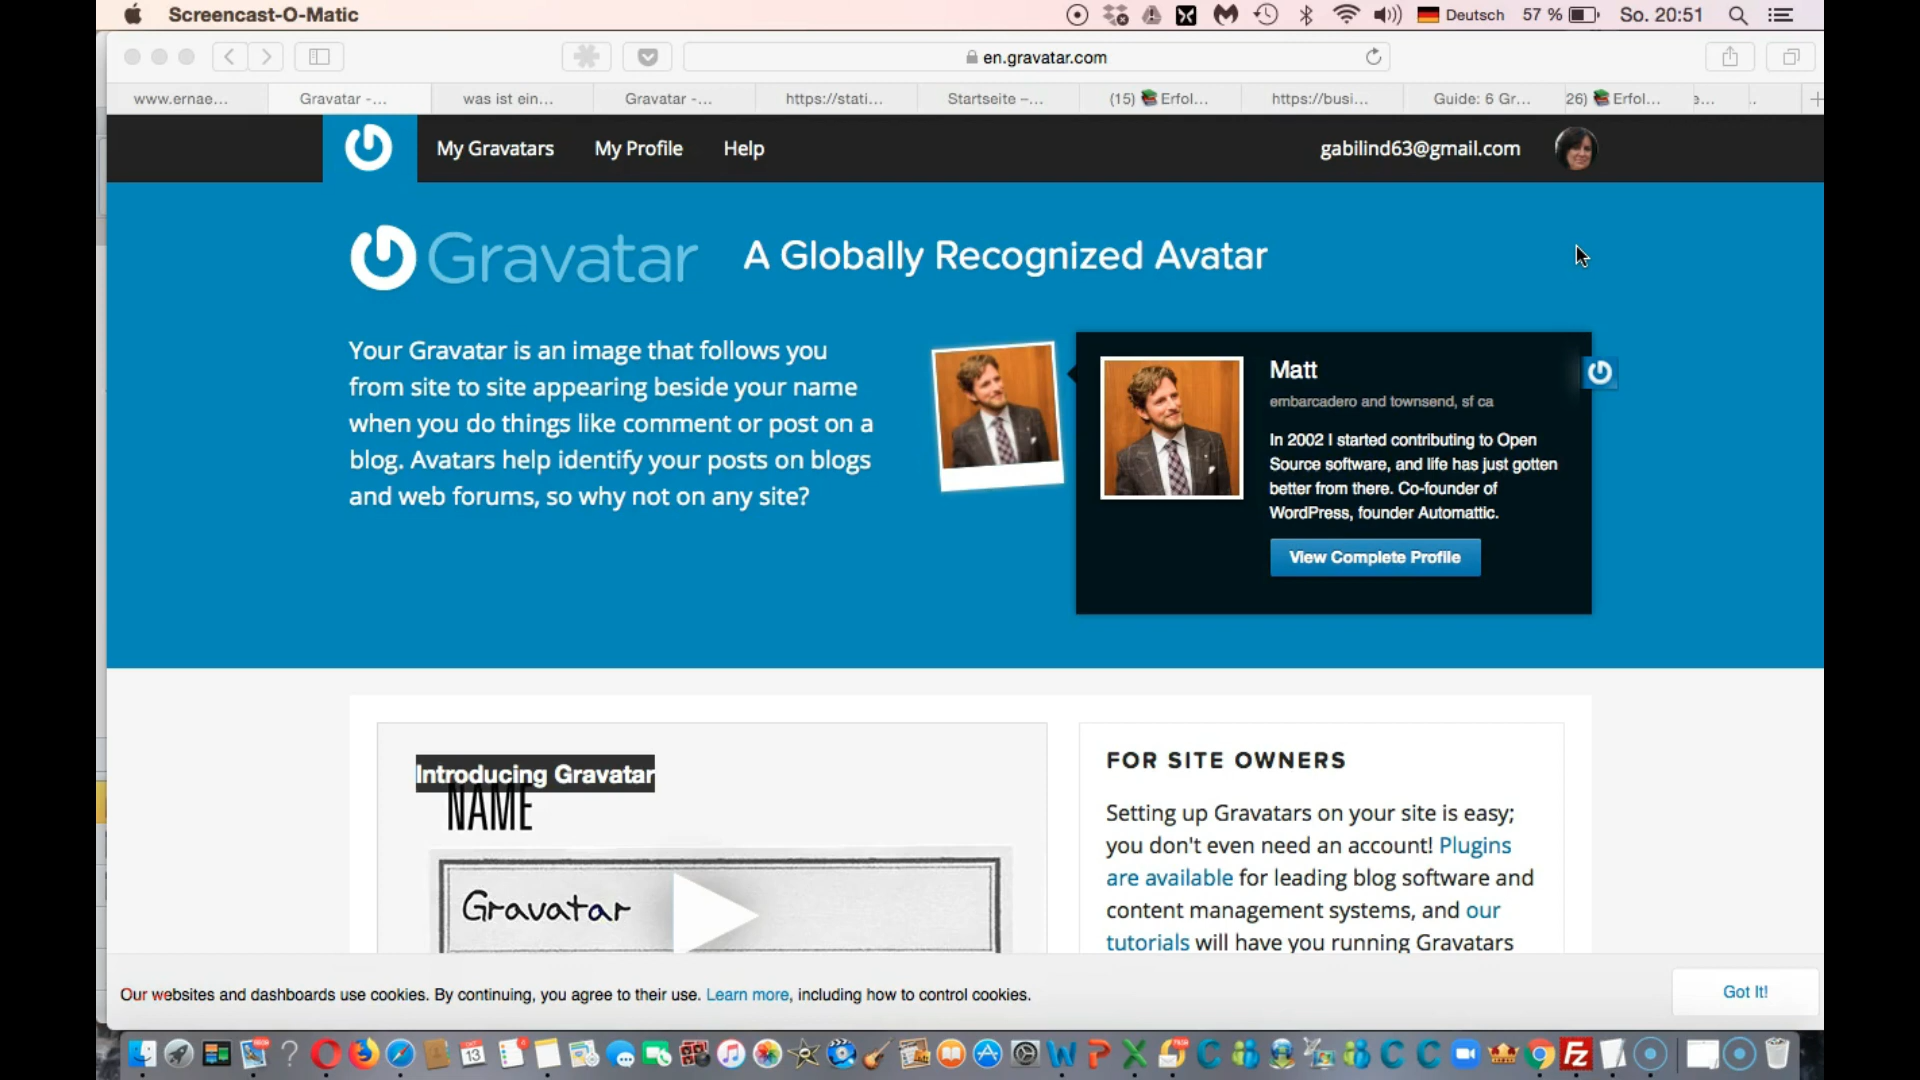 Screencast-O-Matic
Deutsch 57 % So. 20:51
en.gravatar.com
www.ernae...
Gravatar -...
was ist ein...
Gravatar -...
https://stati...
Startseite –...
(15) 📚 Erfol...
https://busi...
Guide: 6 Gr...
26) 📚 Erfol...
My Gravatars My Profile Help
gabilind63@gmail.com
Gravatar
A Globally Recognized Avatar
Your Gravatar is an image that follows you
from site to site appearing beside your name
when you do things like comment or post on a
blog. Avatars help identify your posts on blogs
and web forums, so why not on any site?
Matt
embarcadero and townsend, sf ca
In 2002 I started contributing to Open
Source software, and life has just gotten
better from there. Co-founder of
WordPress, founder Automattic.
View Complete Profile
Introducing Gravatar
NAME
Gravatar
FOR SITE OWNERS
Setting up Gravatars on your site is easy;
you don't even need an account! Plugins
are available for leading blog software and
content management systems, and our
tutorials will have you running Gravatars
Our websites and dashboards use cookies. By continuing, you agree to their use. Learn more, including how to control cookies.
Got It!